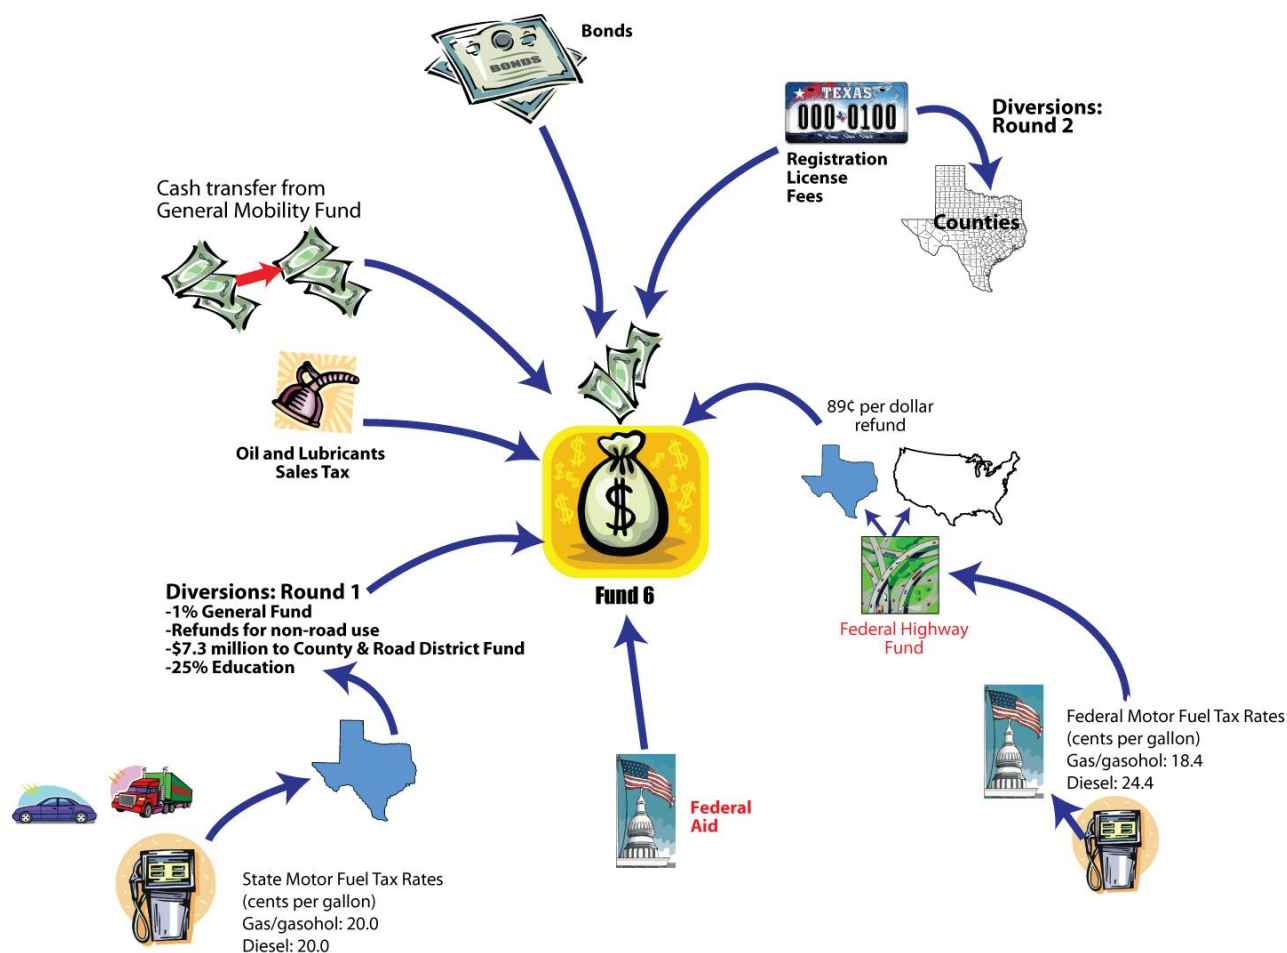 Bonds
BONDS
TEXAS
000 0100
Registration
License
Fees
Diversions:
Round 2
Counties
Cash transfer from
General Mobility Fund
Oil and Lubricants
Sales Tax
89¢ per dollar
refund
$
Fund 6
Federal Highway
Fund
Diversions: Round 1
-1% General Fund
-Refunds for non-road use
-$7.3 million to County & Road District Fund
-25% Education
Federal Motor Fuel Tax Rates
(cents per gallon)
Gas/gasohol: 18.4
Diesel: 24.4
Federal
Aid
State Motor Fuel Tax Rates
(cents per gallon)
Gas/gasohol: 20.0
Diesel: 20.0